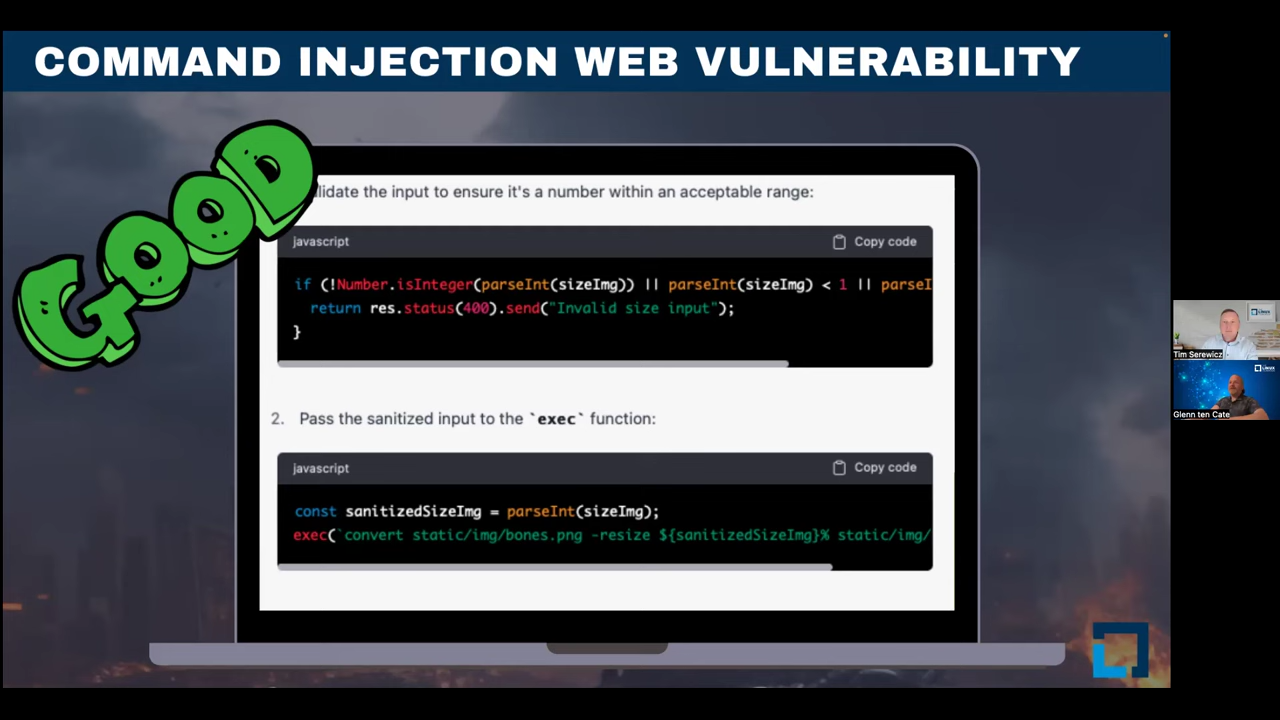 COMMAND INJECTION WEB VULNERABILITY
GOOD
lidate the input to ensure it's a number within an acceptable range:
javascript
Copy code
if (!Number.isInteger(parseInt(sizeImg)) || parseInt(sizeImg) < 1 || parseI
return res.status(400).send("Invalid size input");
}
2. Pass the sanitized input to the `exec` function:
javascript
Copy code
const sanitizedSizeImg = parseInt(sizeImg);
exec(`convert static/img/bones.png -resize ${sanitizedSizeImg}% static/img/
Tim Serewicz
Glenn ten Cate